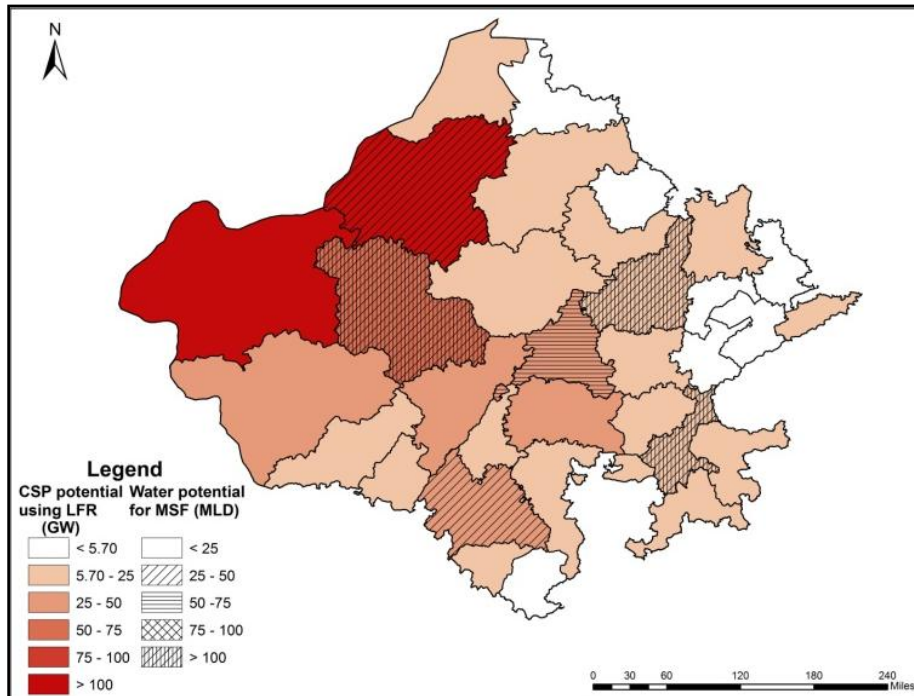 N
Legend
CSP potential Water potential
using LFR for MSF (MLD)
(GW)
< 5.70 < 25
5.70 - 25 25 - 50
25 - 50 50 -75
50 - 75 75 - 100
75 - 100 > 100
> 100
0 30 60 120 180 240
Miles